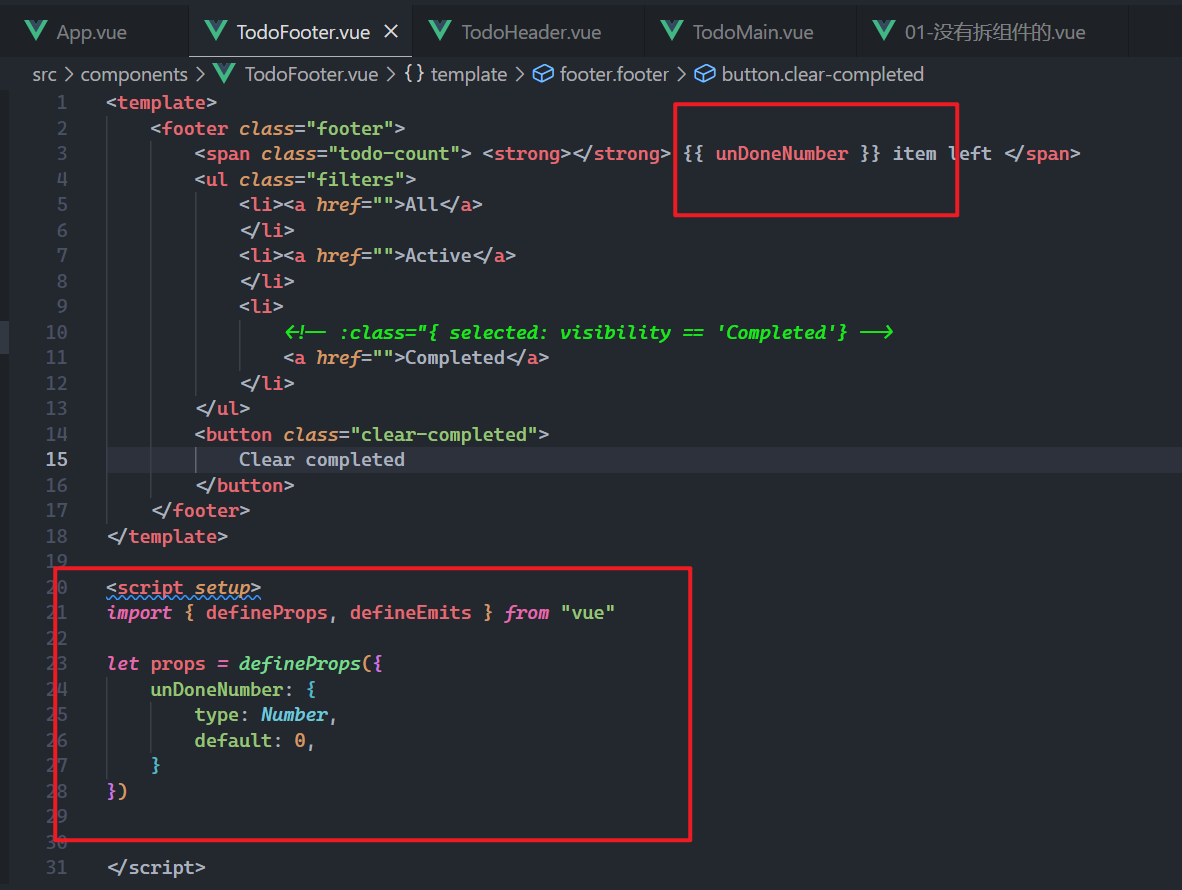 App.vue TodoFooter.vue TodoHeader.vue TodoMain.vue 01-没有拆组件的.vue
src > components > TodoFooter.vue > {} template > footer.footer > button.clear-completed
1 <template>
2 <footer class="footer">
3 <span class="todo-count"> <strong></strong> {{ unDoneNumber }} item left </span>
4 <ul class="filters">
5 <li><a href="">All</a>
6 </li>
7 <li><a href="">Active</a>
8 </li>
9 <li>
10 <!-- :class="{ selected: visibility == 'Completed'} -->
11 <a href="">Completed</a>
12 </li>
13 </ul>
14 <button class="clear-completed">
15 Clear completed
16 </button>
17 </footer>
18 </template>
19
20 <script setup>
21 import { defineProps, defineEmits } from "vue"
22
23 let props = defineProps({
24 unDoneNumber: {
25 type: Number,
26 default: 0,
27 }
28 })
29
30
31 </script>